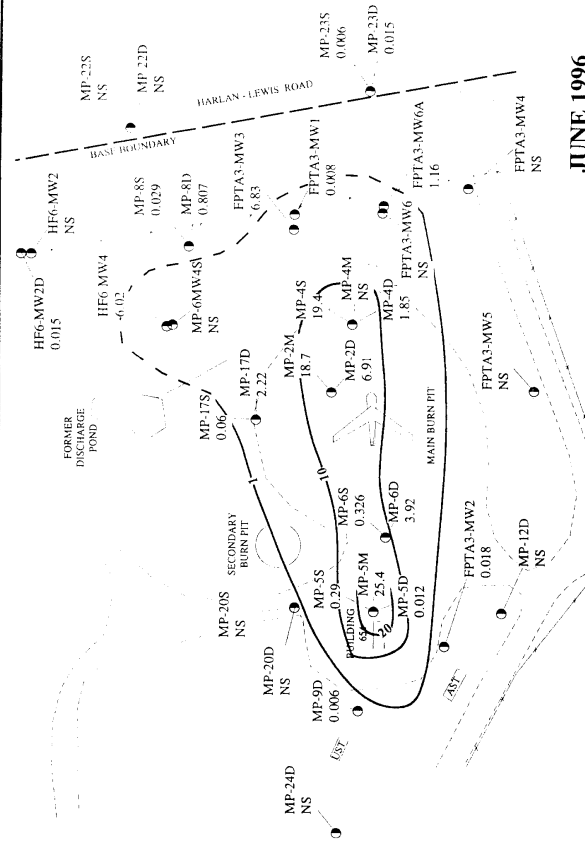 MP-22S
NS
MP 22D
NS
HARLAN - LEWIS ROAD
BASE BOUNDARY
MP-23S
0.006
MP-23D
0.015
HF6-MW2
NS
HF6-MW2D
0.015
HF6 MW4
6.02
MP-8S
0.029
MP-8D
0.807
FPTA3-MW3
6.83
FPTA3-MW1
0.008
FPTA3-MW6A
1.16
FPTA3-MW6
NS
FPTA3-MW4
NS
MP-6MW4S
NS
FORMER
DISCHARGE
POND
MP-17S
0.06
MP-17D
2.22
MP-2M
18.7
MP-2D
6.91
MP-4S
19.4
MP-4M
NS
MP-4D
1.85
FPTA3-MW5
NS
MAIN BURN PIT
1
10
SECONDARY
BURN PIT
MP-6S
0.326
MP-6D
3.92
MP-20S
NS
MP-20D
NS
MP-5S
0.29
MP-5M
25.4
MP-5D
0.012
BUILDING
20
FPTA3-MW2
0.018
MP-12D
NS
MP-9D
0.006
UST
AST
MP-24D
NS
JUNE 1996